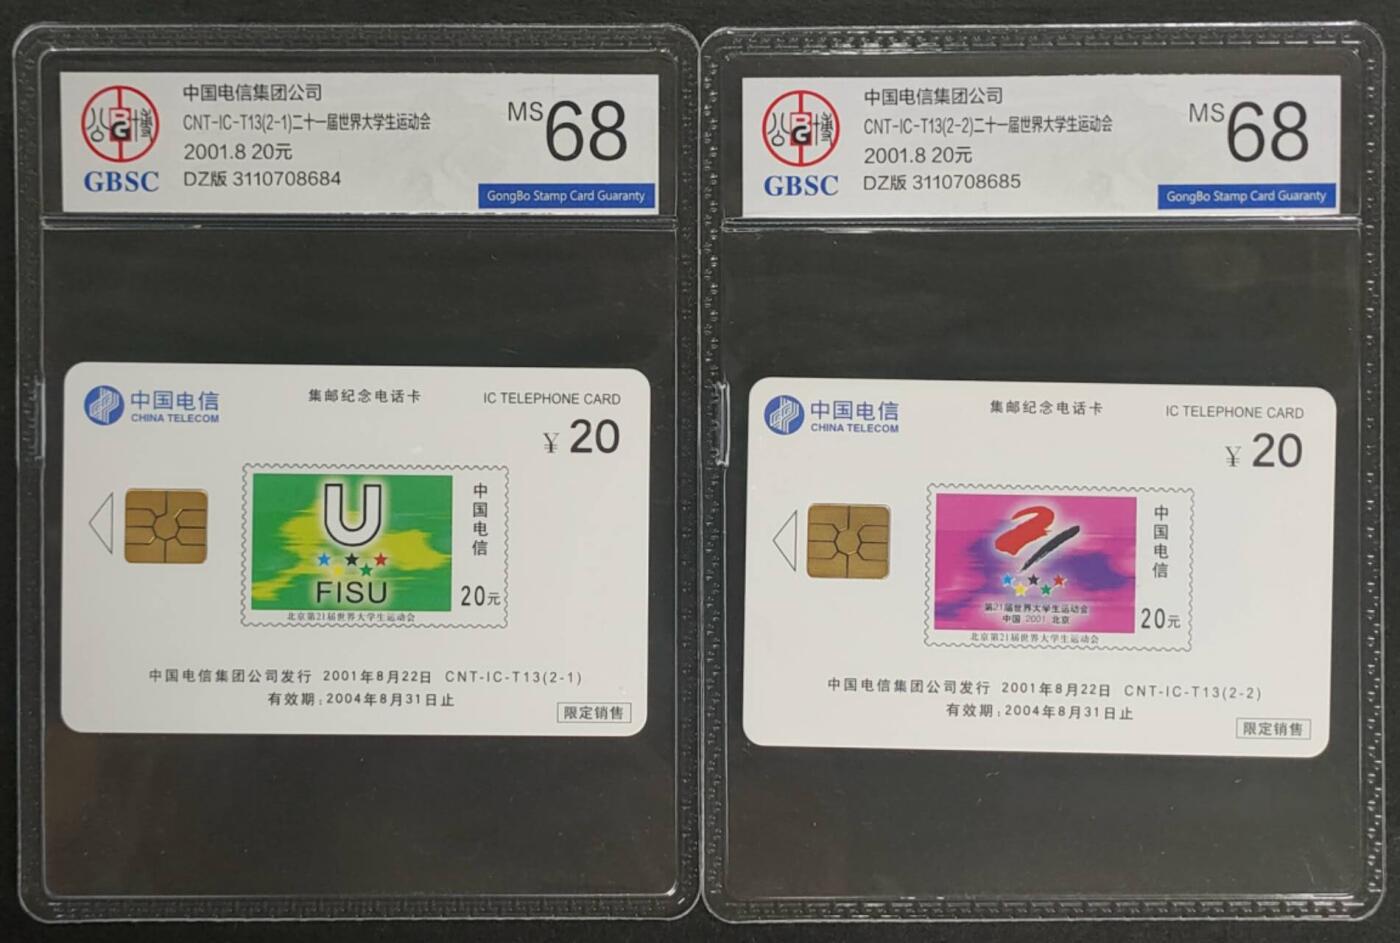 中国电信集团公司
CNT-IC-T13(2-1)二十一届世界大学生运动会
2001.8 20元
DZ版 3110708684
MS 68
公博
BG
GBSC
GongBo Stamp Card Guaranty
中国电信
CHINA TELECOM
集邮纪念电话卡
IC TELEPHONE CARD
¥ 20
U
FISU
中国电信
20元
北京第21届世界大学生运动会
中国电信集团公司发行 2001年8月22日 CNT-IC-T13(2-1)
有效期:2004年8月31日止
限定销售
中国电信集团公司
CNT-IC-T13(2-2)二十一届世界大学生运动会
2001.8 20元
DZ版 3110708685
MS 68
公博
BG
GBSC
GongBo Stamp Card Guaranty
中国电信
CHINA TELECOM
集邮纪念电话卡
IC TELEPHONE CARD
¥ 20
21
第21届世界大学生运动会
中国 2001 北京
中国电信
20元
北京第21届世界大学生运动会
中国电信集团公司发行 2001年8月22日 CNT-IC-T13(2-2)
有效期:2004年8月31日止
限定销售